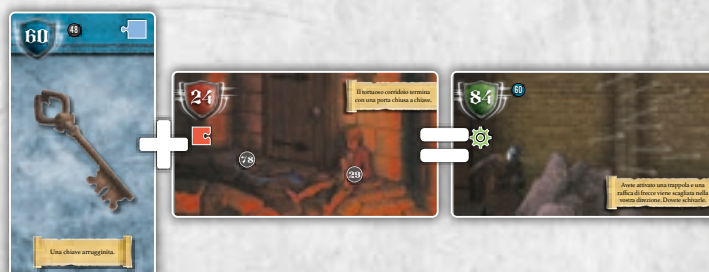 60
48
Una chiave arrugginita.
24
Il tortuoso corridoio termina
con una porta chiusa a chiave.
78
29
84
60
Avete attivato una trappola e una
raffica di frecce viene scagliata nella
vostra direzione. Dovete schivarle.